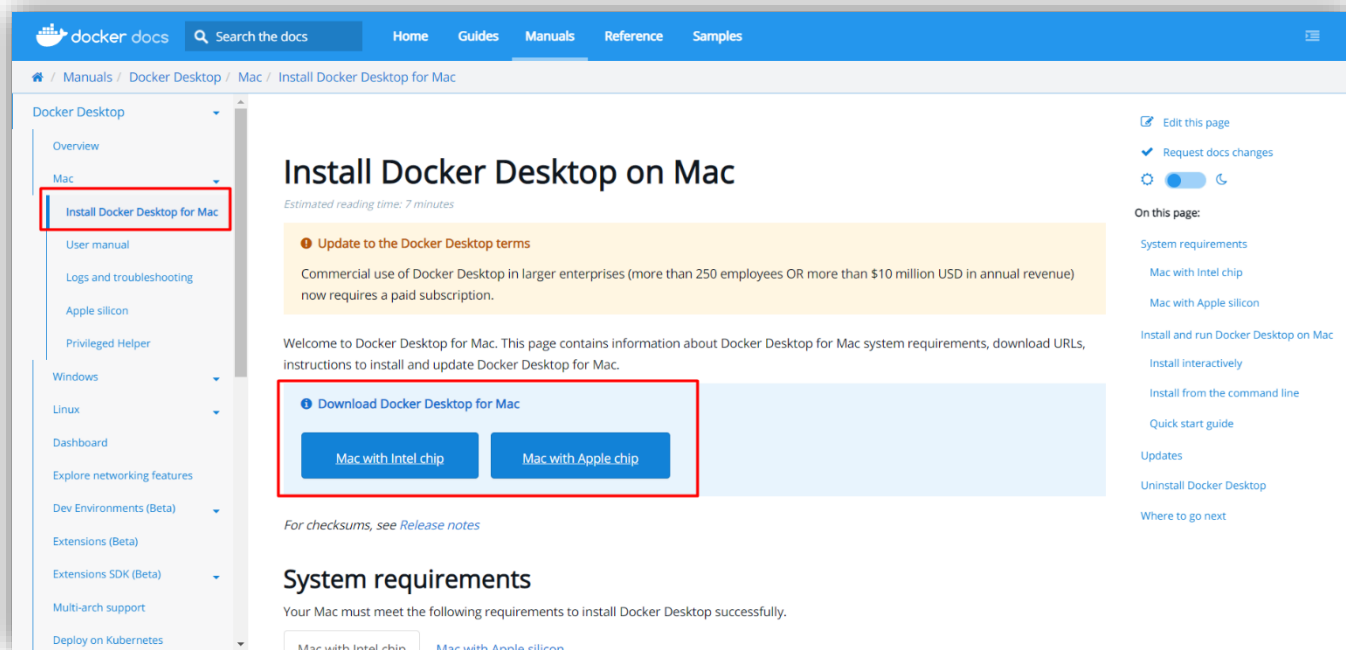 docker docs
Search the docs
Home
Guides
Manuals
Reference
Samples
/ Manuals / Docker Desktop / Mac / Install Docker Desktop for Mac
Docker Desktop
Overview
Mac
Install Docker Desktop for Mac
User manual
Logs and troubleshooting
Apple silicon
Privileged Helper
Windows
Linux
Dashboard
Explore networking features
Dev Environments (Beta)
Extensions (Beta)
Extensions SDK (Beta)
Multi-arch support
Deploy on Kubernetes
Install Docker Desktop on Mac
Estimated reading time: 7 minutes
Update to the Docker Desktop terms
Commercial use of Docker Desktop in larger enterprises (more than 250 employees OR more than $10 million USD in annual revenue)
now requires a paid subscription.
Welcome to Docker Desktop for Mac. This page contains information about Docker Desktop for Mac system requirements, download URLs,
instructions to install and update Docker Desktop for Mac.
Download Docker Desktop for Mac
Mac with Intel chip
Mac with Apple chip
For checksums, see Release notes
System requirements
Your Mac must meet the following requirements to install Docker Desktop successfully.
Mac with Intel chip
Mac with Apple silicon
Edit this page
Request docs changes
On this page:
System requirements
Mac with Intel chip
Mac with Apple silicon
Install and run Docker Desktop on Mac
Install interactively
Install from the command line
Quick start guide
Updates
Uninstall Docker Desktop
Where to go next